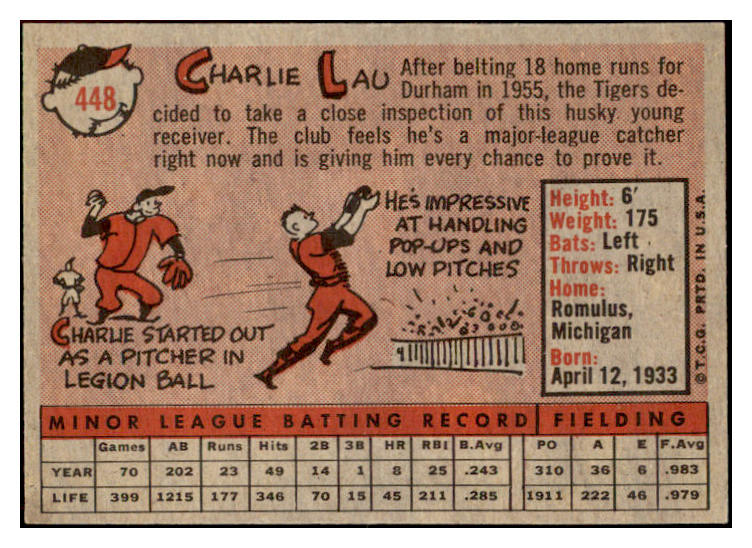 448
CHARLIE LAU
After belting 18 home runs for
Durham in 1955, the Tigers de-
cided to take a close inspection of this husky young
receiver. The club feels he's a major-league catcher
right now and is giving him every chance to prove it.
CHARLIE STARTED OUT
AS A PITCHER IN
LEGION BALL
HE'S IMPRESSIVE
AT HANDLING
POP-UPS AND
LOW PITCHES
Height: 6'
Weight: 175
Bats: Left
Throws: Right
Home:
Romulus,
Michigan
Born:
April 12, 1933
© T.C.G. PRTD. IN U.S.A.
MINOR LEAGUE BATTING RECORD FIELDING
Games AB Runs Hits 2B 3B HR RBI B.Avg PO A E F.Avg
YEAR 70 202 23 49 14 1 8 25 .243 310 36 6 .983
LIFE 399 1215 177 346 70 15 45 211 .285 1911 222 46 .979